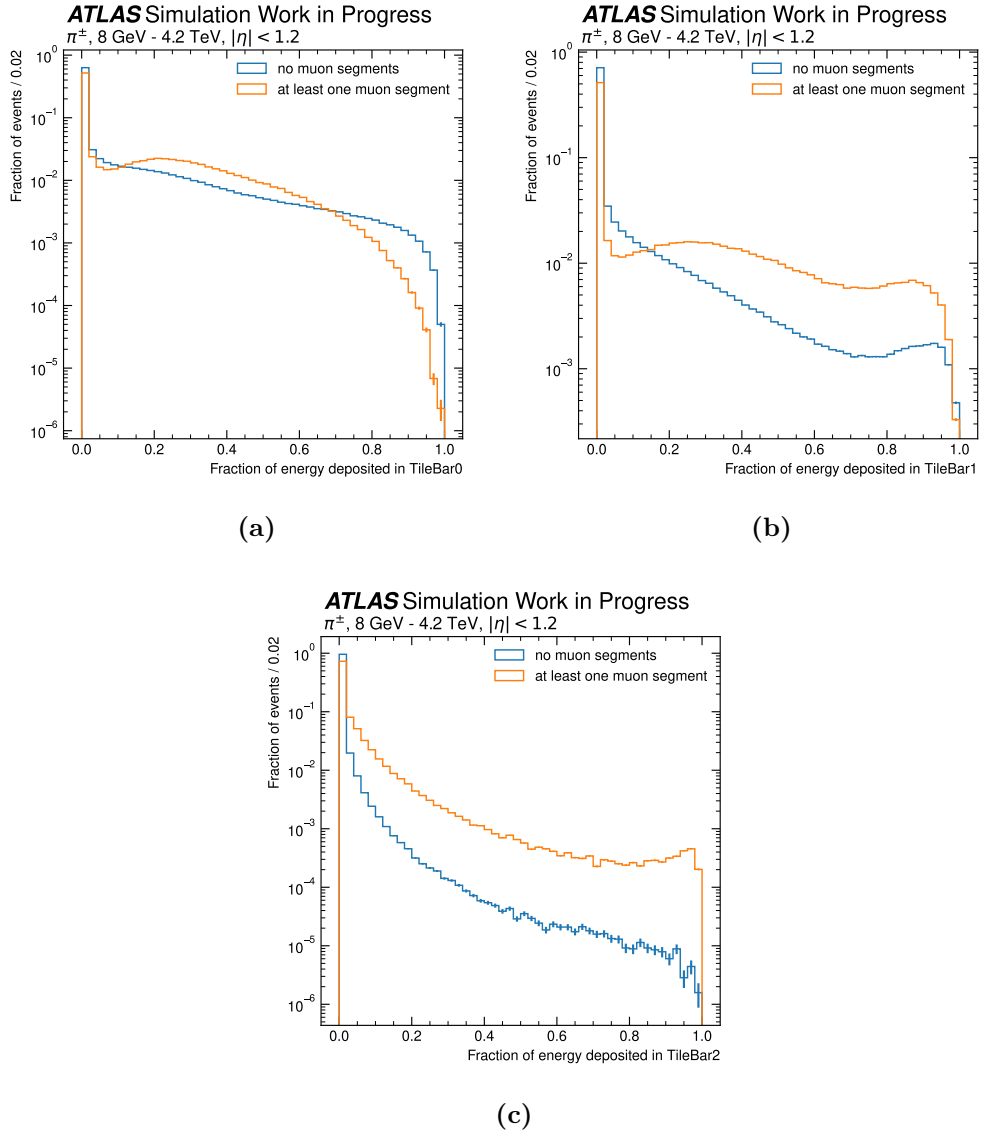 ATLAS Simulation Work in Progress
π±, 8 GeV - 4.2 TeV, |η| < 1.2
no muon segments
at least one muon segment
Fraction of events / 0.02
10⁰
10⁻¹
10⁻²
10⁻³
10⁻⁴
10⁻⁵
10⁻⁶
0.0 0.2 0.4 0.6 0.8 1.0
Fraction of energy deposited in TileBar0
(a)
ATLAS Simulation Work in Progress
π±, 8 GeV - 4.2 TeV, |η| < 1.2
no muon segments
at least one muon segment
Fraction of events / 0.02
10⁰
10⁻¹
10⁻²
10⁻³
0.0 0.2 0.4 0.6 0.8 1.0
Fraction of energy deposited in TileBar1
(b)
ATLAS Simulation Work in Progress
π±, 8 GeV - 4.2 TeV, |η| < 1.2
no muon segments
at least one muon segment
Fraction of events / 0.02
10⁰
10⁻¹
10⁻²
10⁻³
10⁻⁴
10⁻⁵
10⁻⁶
0.0 0.2 0.4 0.6 0.8 1.0
Fraction of energy deposited in TileBar2
(c)